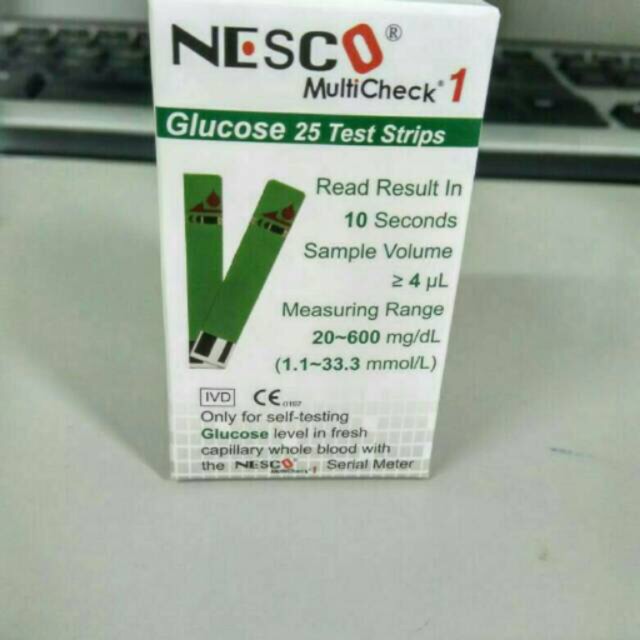 NESCO®
MultiCheck® 1
Glucose 25 Test Strips
Read Result In
10 Seconds
Sample Volume
≥ 4 µL
Measuring Range
20~600 mg/dL
(1.1~33.3 mmol/L)
IVD CE
Only for self-testing
Glucose level in fresh
capillary whole blood with
the NESCO® MultiCheck 1 Serial Meter